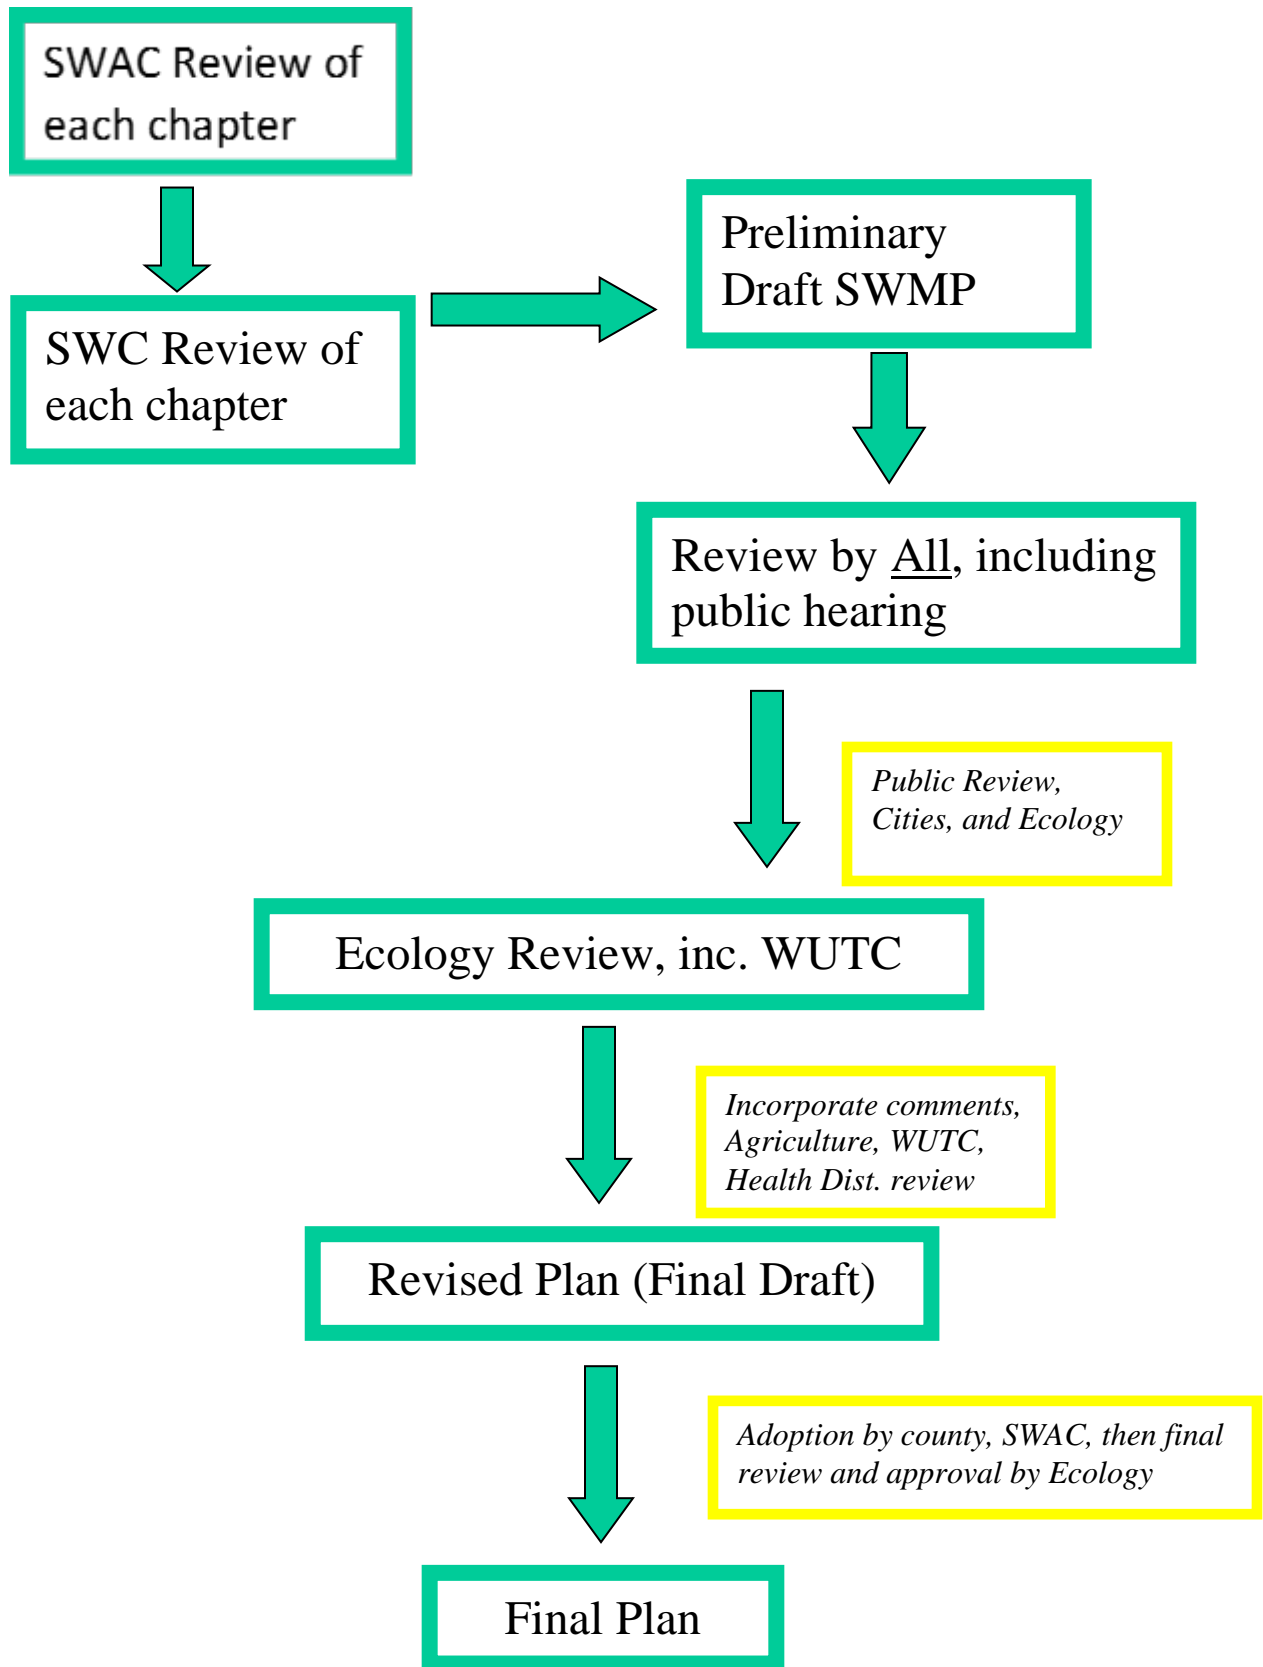 SWAC Review of
each chapter
SWC Review of
each chapter
Preliminary
Draft SWMP
Review by All, including
public hearing
Public Review,
Cities, and Ecology
Ecology Review, inc. WUTC
Incorporate comments,
Agriculture, WUTC,
Health Dist. review
Revised Plan (Final Draft)
Adoption by county, SWAC, then final
review and approval by Ecology
Final Plan